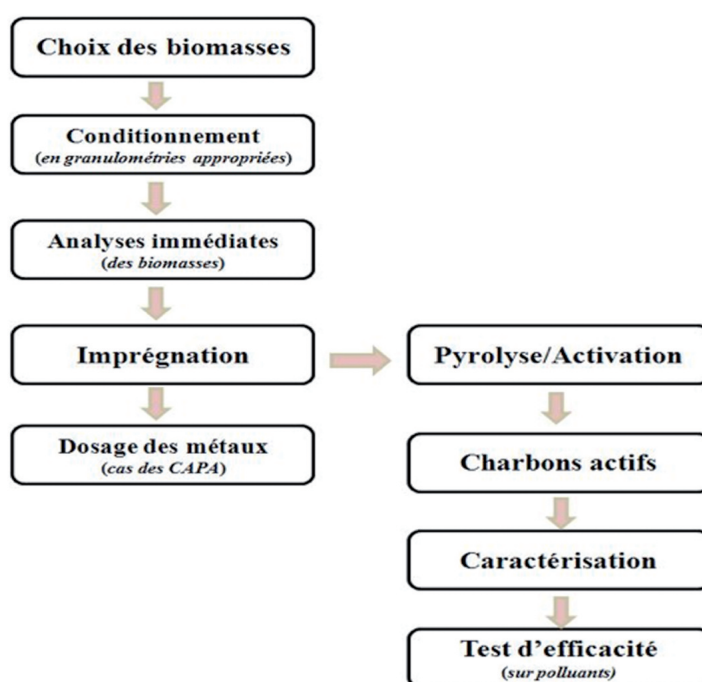 Choix des biomasses
Conditionnement
(en granulométries appropriées)
Analyses immédiates
(des biomasses)
Imprégnation
Dosage des métaux
(cas des CAPA)
Pyrolyse/Activation
Charbons actifs
Caractérisation
Test d'efficacité
(sur polluants)